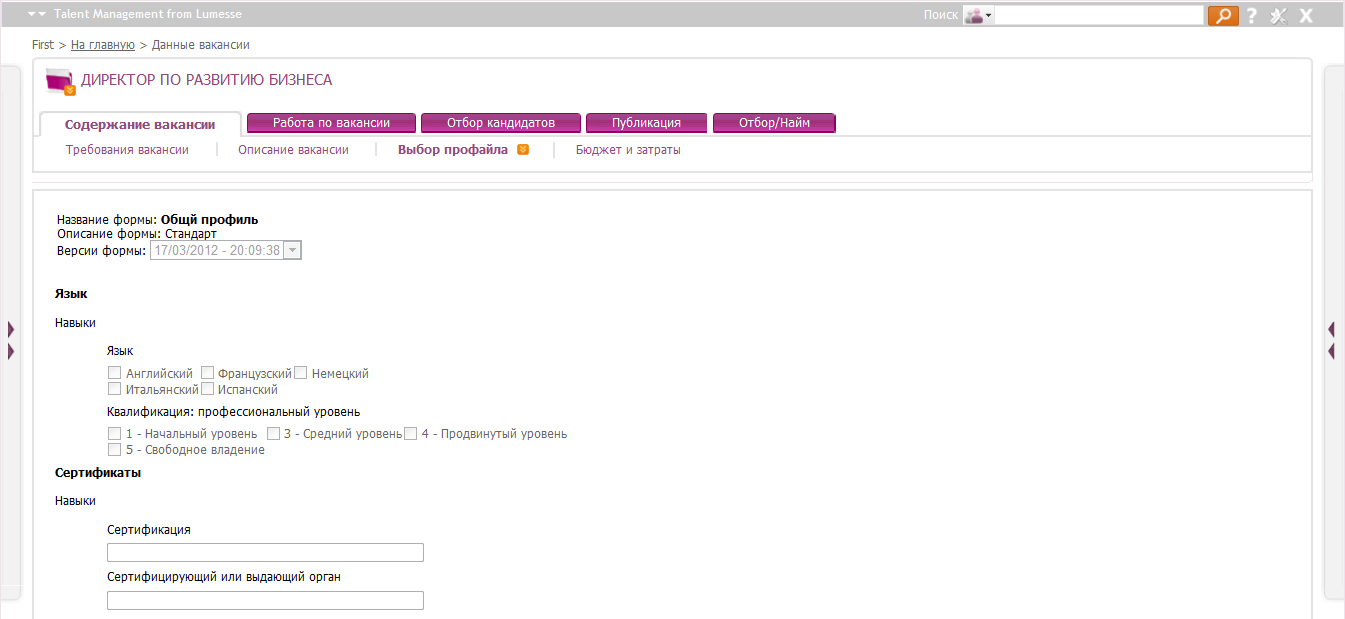 Talent Management from Lumesse Поиск ?
First > На главную > Данные вакансии
ДИРЕКТОР ПО РАЗВИТИЮ БИЗНЕСА
Содержание вакансии Работа по вакансии Отбор кандидатов Публикация Отбор/Найм
Требования вакансии Описание вакансии Выбор профайла Бюджет и затраты
Название формы: Общй профиль
Описание формы: Стандарт
Версии формы: 17/03/2012 - 20:09:38
Язык
Навыки
Язык
Английский Французский Немецкий
Итальянский Испанский
Квалификация: профессиональный уровень
1 - Начальный уровень 3 - Средний уровень 4 - Продвинутый уровень
5 - Свободное владение
Сертификаты
Навыки
Сертификация
Сертифицирующий или выдающий орган